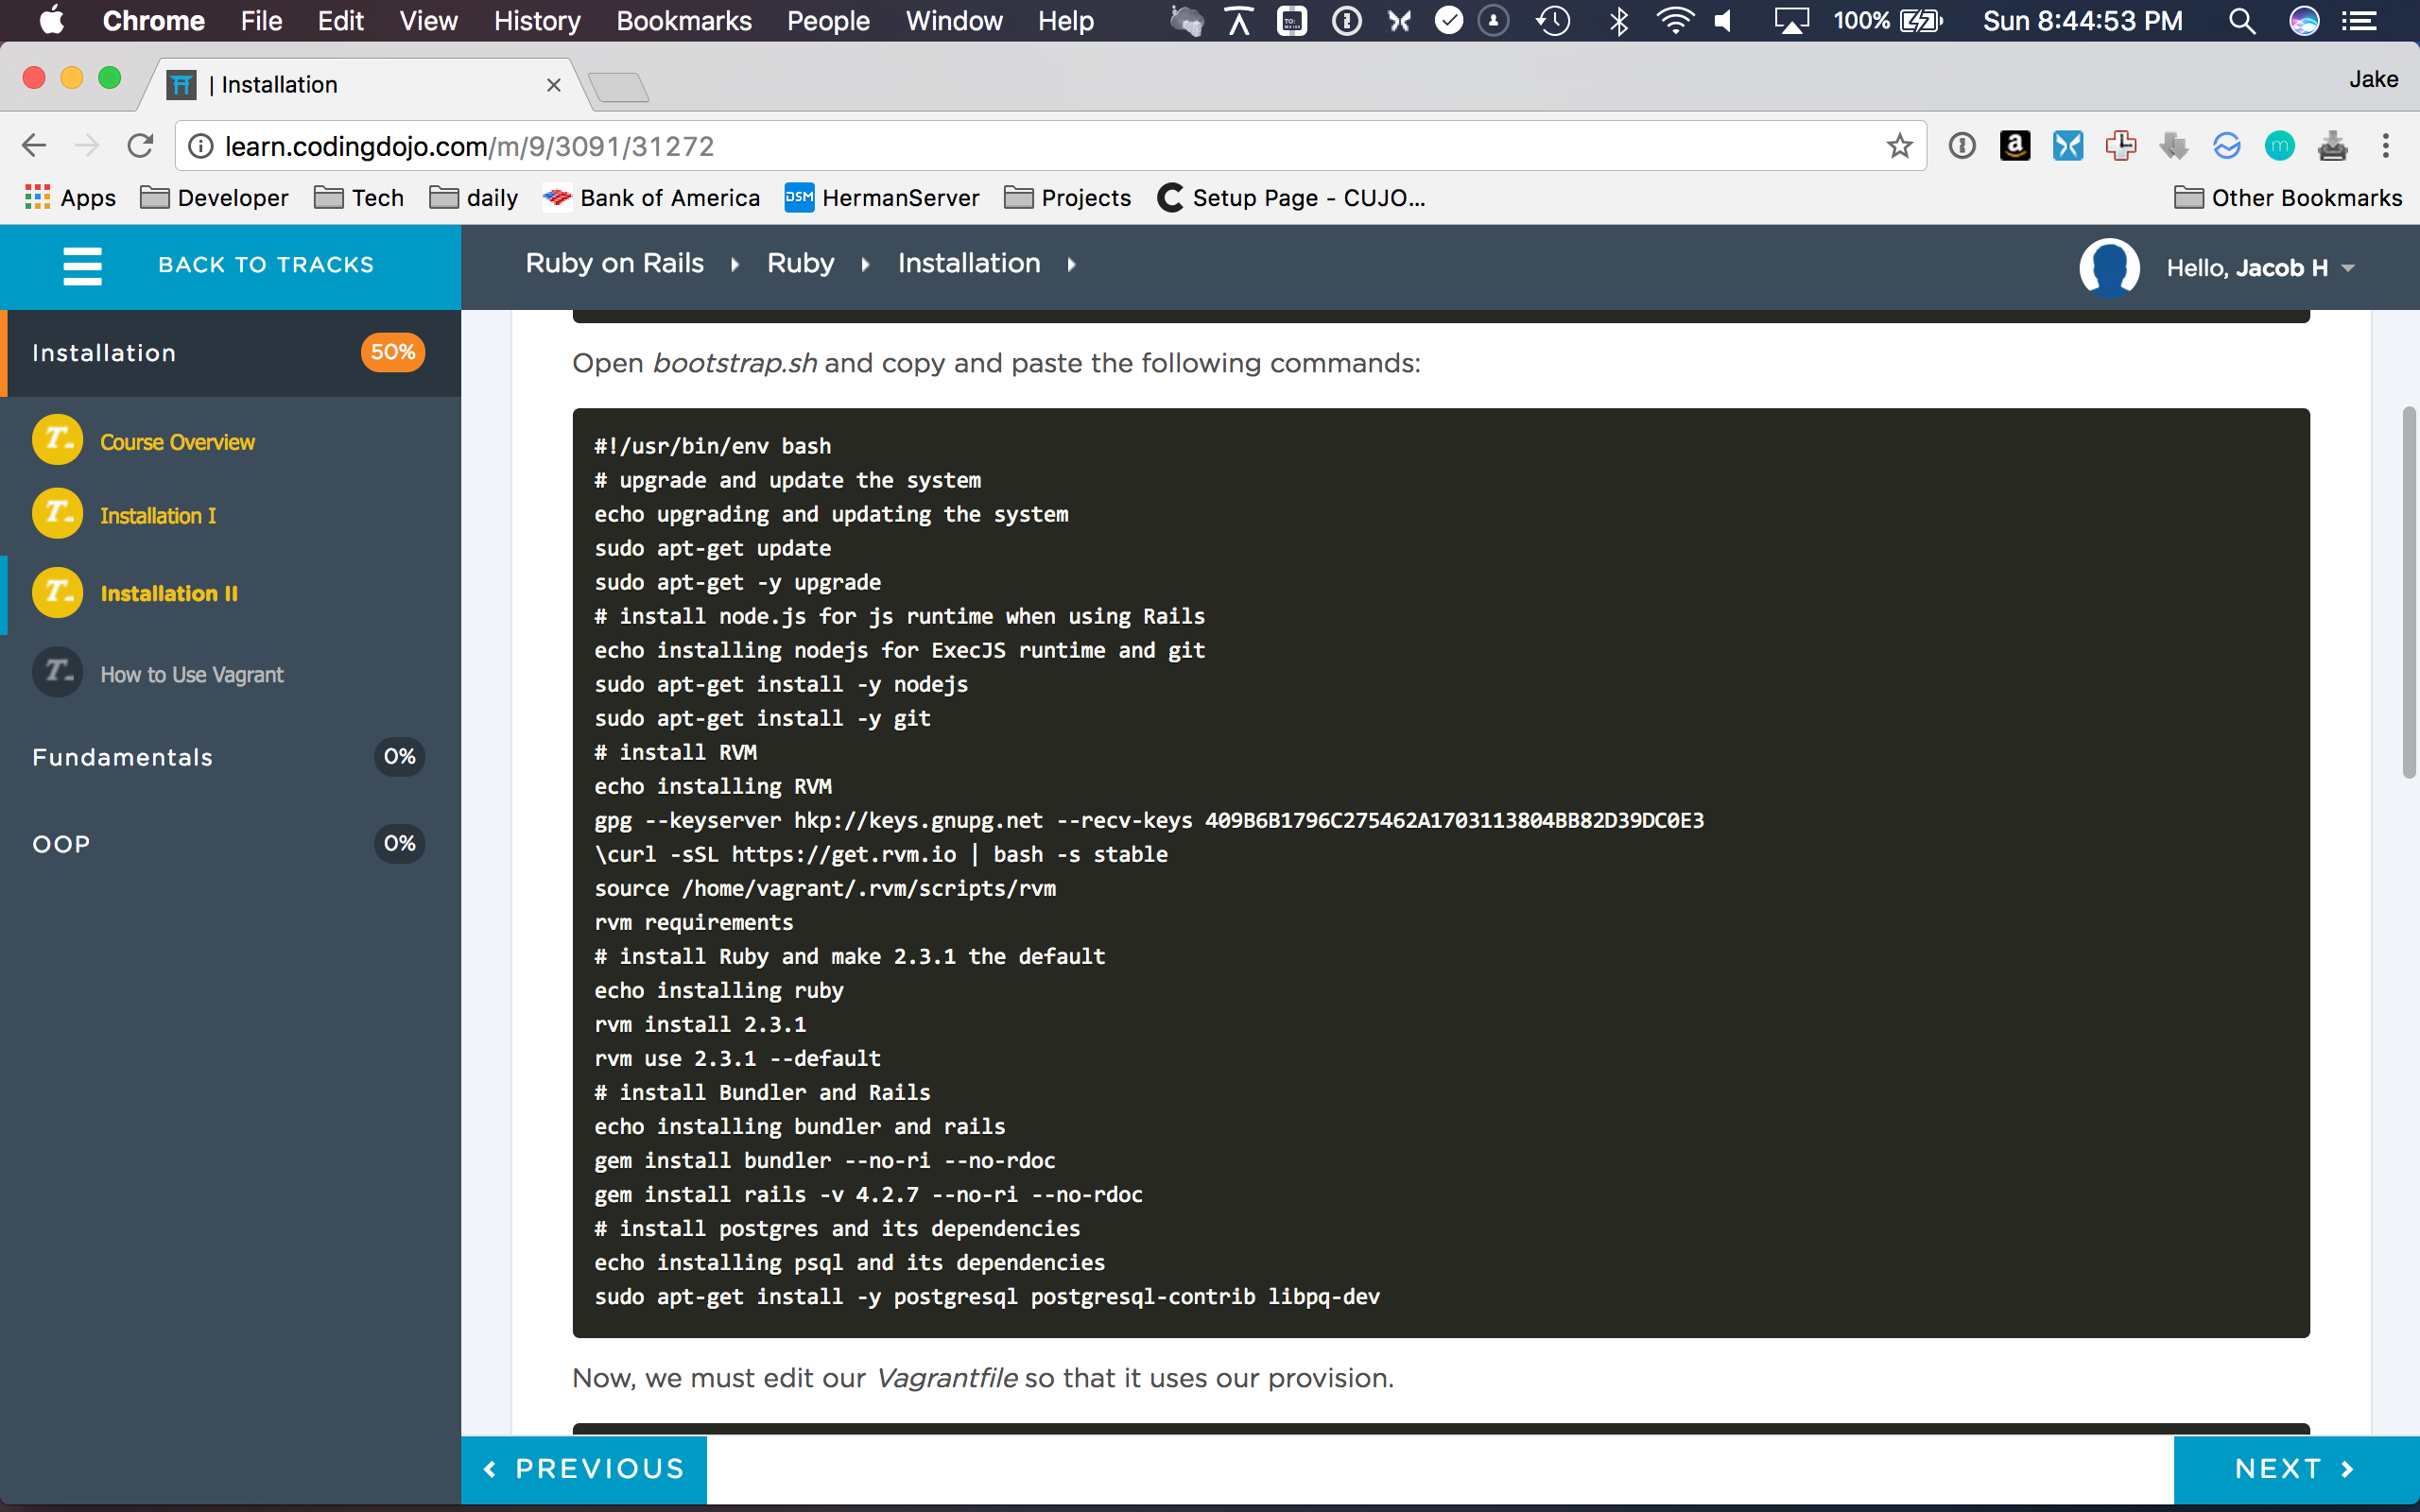 Chrome File Edit View History Bookmarks People Window Help 100% Sun 8:44:53 PM
| Installation
Jake
learn.codingdojo.com/m/9/3091/31272
Apps Developer Tech daily Bank of America DSM HermanServer Projects Setup Page - CUJO... Other Bookmarks
BACK TO TRACKS
Ruby on Rails Ruby Installation
Hello, Jacob H
Installation 50%
Course Overview
Installation I
Installation II
How to Use Vagrant
Fundamentals 0%
OOP 0%
Open bootstrap.sh and copy and paste the following commands:
#!/usr/bin/env bash
# upgrade and update the system
echo upgrading and updating the system
sudo apt-get update
sudo apt-get -y upgrade
# install node.js for js runtime when using Rails
echo installing nodejs for ExecJS runtime and git
sudo apt-get install -y nodejs
sudo apt-get install -y git
# install RVM
echo installing RVM
gpg --keyserver hkp://keys.gnupg.net --recv-keys 409B6B1796C275462A1703113804BB82D39DC0E3
\curl -sSL https://get.rvm.io | bash -s stable
source /home/vagrant/.rvm/scripts/rvm
rvm requirements
# install Ruby and make 2.3.1 the default
echo installing ruby
rvm install 2.3.1
rvm use 2.3.1 --default
# install Bundler and Rails
echo installing bundler and rails
gem install bundler --no-ri --no-rdoc
gem install rails -v 4.2.7 --no-ri --no-rdoc
# install postgres and its dependencies
echo installing psql and its dependencies
sudo apt-get install -y postgresql postgresql-contrib libpq-dev
Now, we must edit our Vagrantfile so that it uses our provision.
PREVIOUS
NEXT